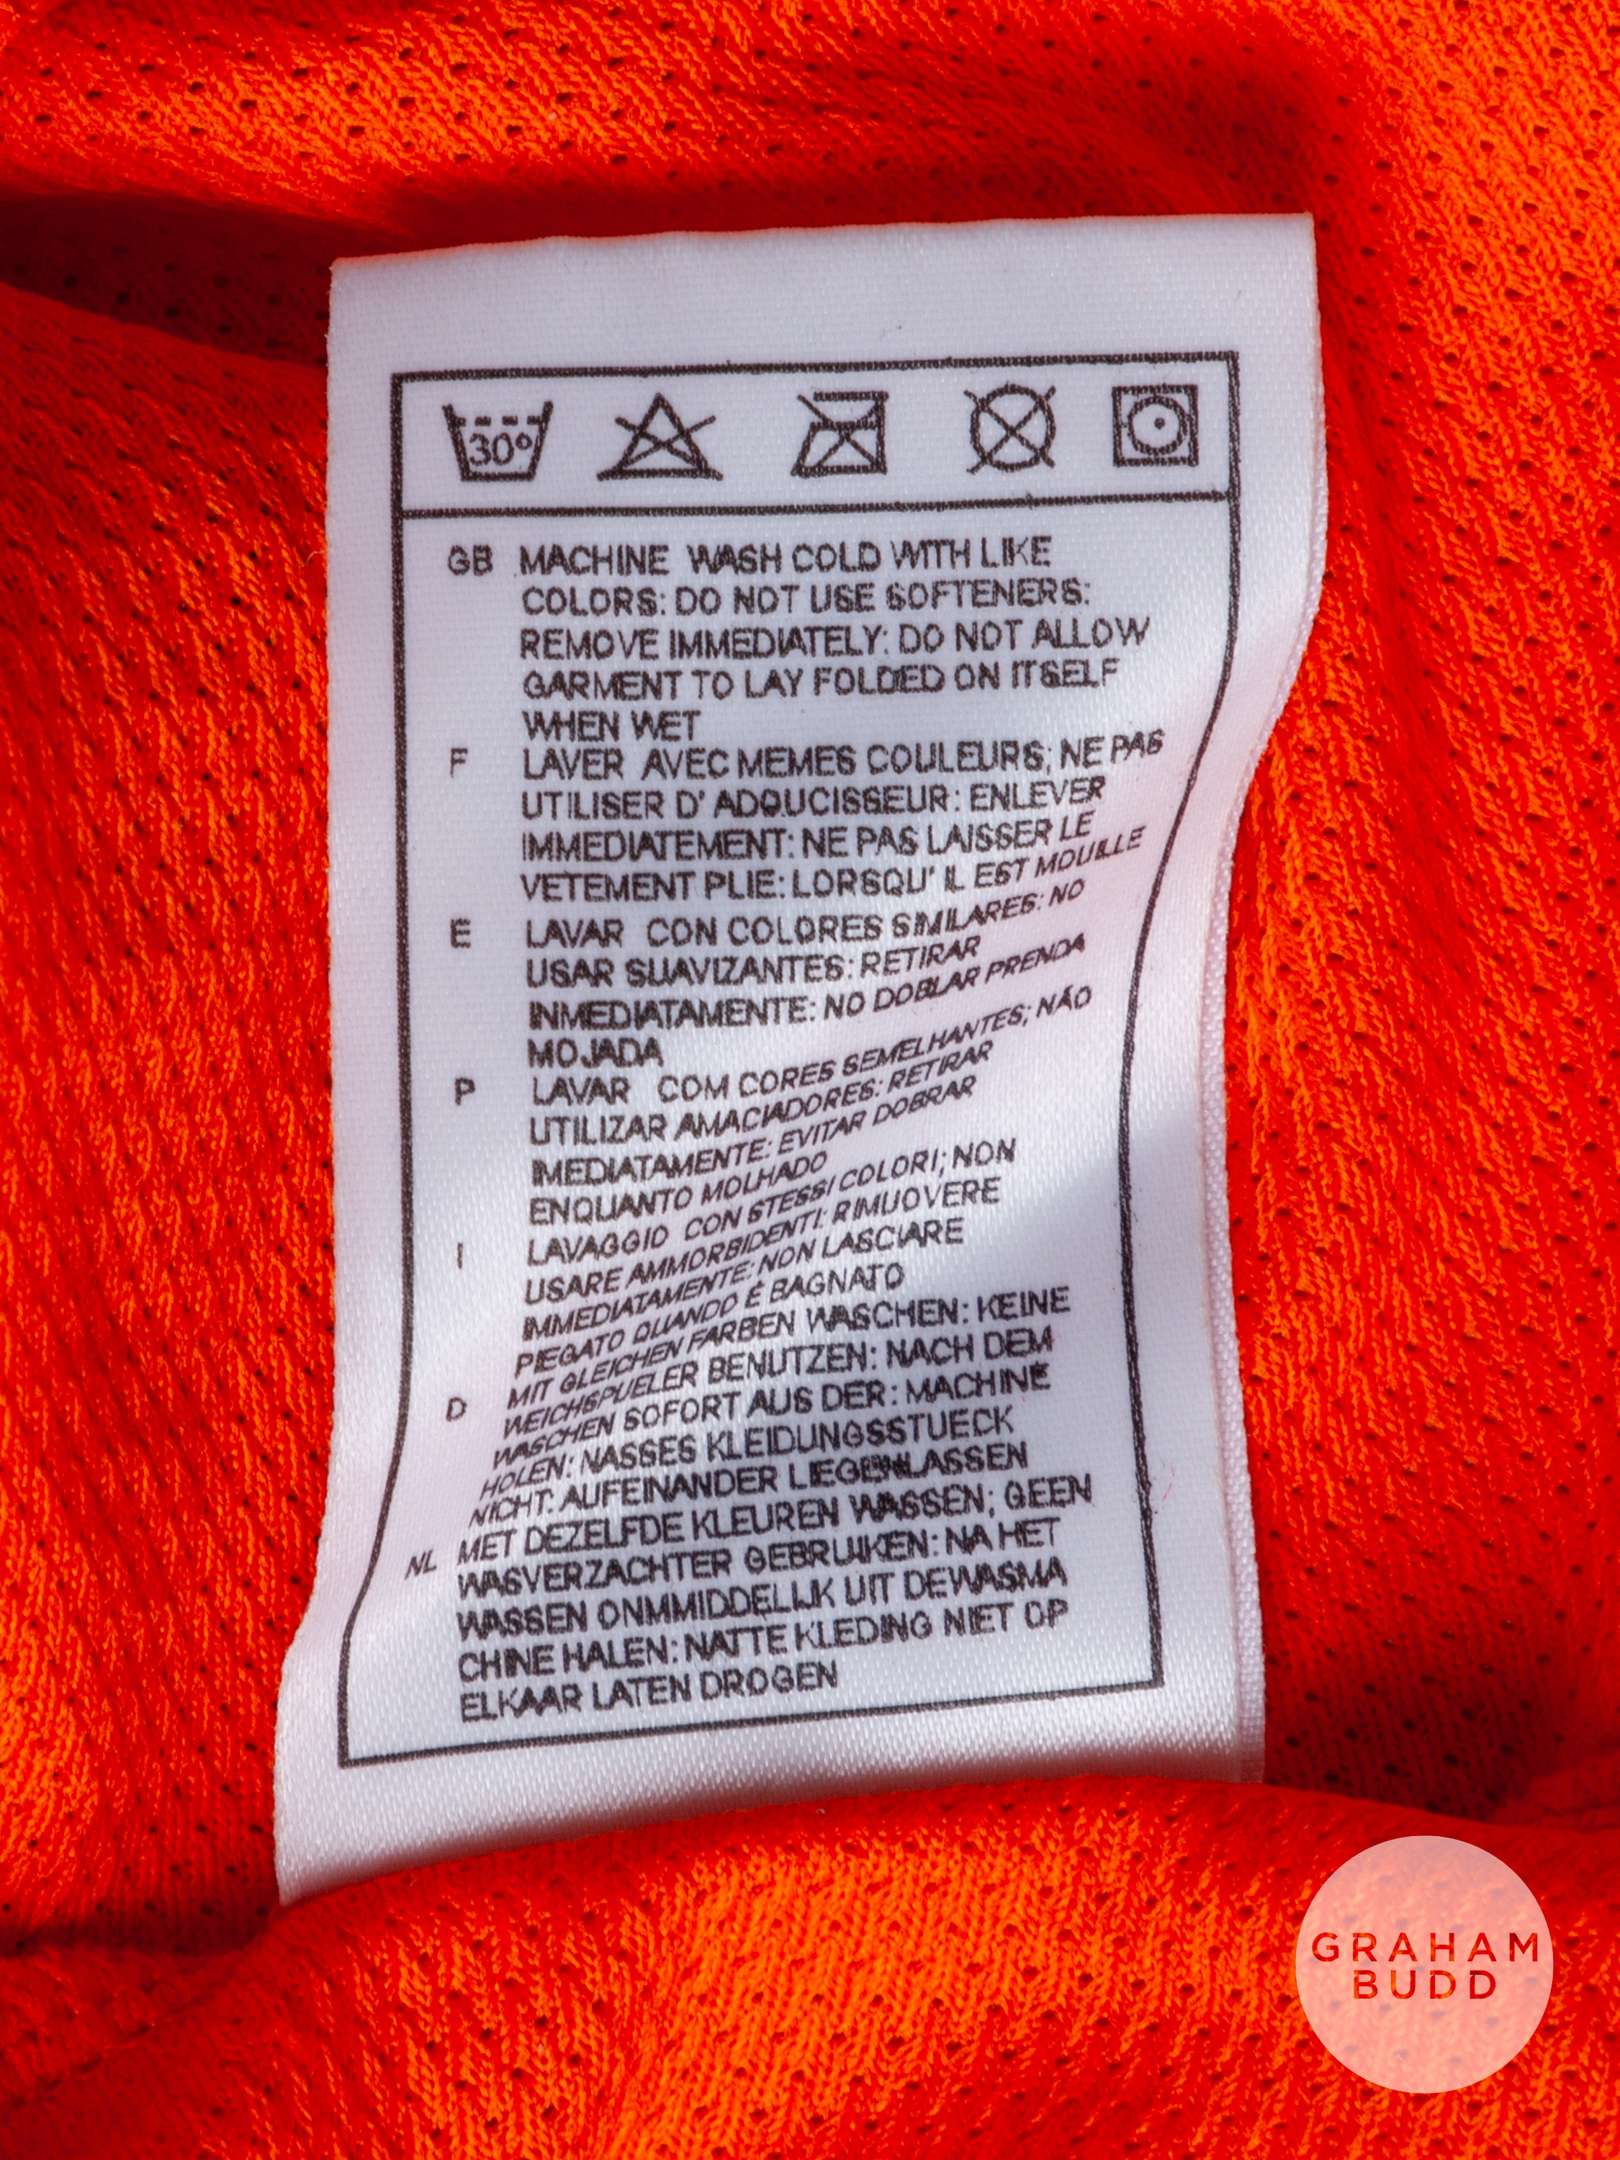 30°
GB MACHINE WASH COLD WITH LIKE
COLORS: DO NOT USE SOFTENERS:
REMOVE IMMEDIATELY: DO NOT ALLOW
GARMENT TO LAY FOLDED ON ITSELF
WHEN WET
F LAVER AVEC MEMES COULEURS; NE PAS
UTILISER D' ADOUCISSEUR: ENLEVER
IMMEDIATEMENT: NE PAS LAISSER LE
VETEMENT PLIE: LORSQU' IL EST MOUILLE
E LAVAR CON COLORES SIMILARES: NO
USAR SUAVIZANTES: RETIRAR
INMEDIATAMENTE: NO DOBLAR PRENDA
MOJADA
P LAVAR COM CORES SEMELHANTES; NÃO
UTILIZAR AMACIADORES: RETIRAR
IMEDIATAMENTE: EVITAR DOBRAR
ENQUANTO MOLHADO
I LAVAGGIO CON STESSI COLORI; NON
USARE AMMORBIDENTI: RIMUOVERE
IMMEDIATAMENTE: NON LASCIARE
PIEGATO QUANDO É BAGNATO
D MIT GLEICHEN FARBEN WASCHEN: KEINE
WEICHSPUELER BENUTZEN: NACH DEM
WASCHEN SOFORT AUS DER: MACHINE
HOLEN: NASSES KLEIDUNGSSTUECK
NICHT: AUFEINANDER LIEGENLASSEN
NL MET DEZELFDE KLEUREN WASSEN; GEEN
WASVERZACHTER GEBRUIKEN: NA HET
WASSEN ONMMIDDELIJK UIT DEWASMA
CHINE HALEN: NATTE KLEDING NIET OP
ELKAAR LATEN DROGEN
GRAHAM
BUDD